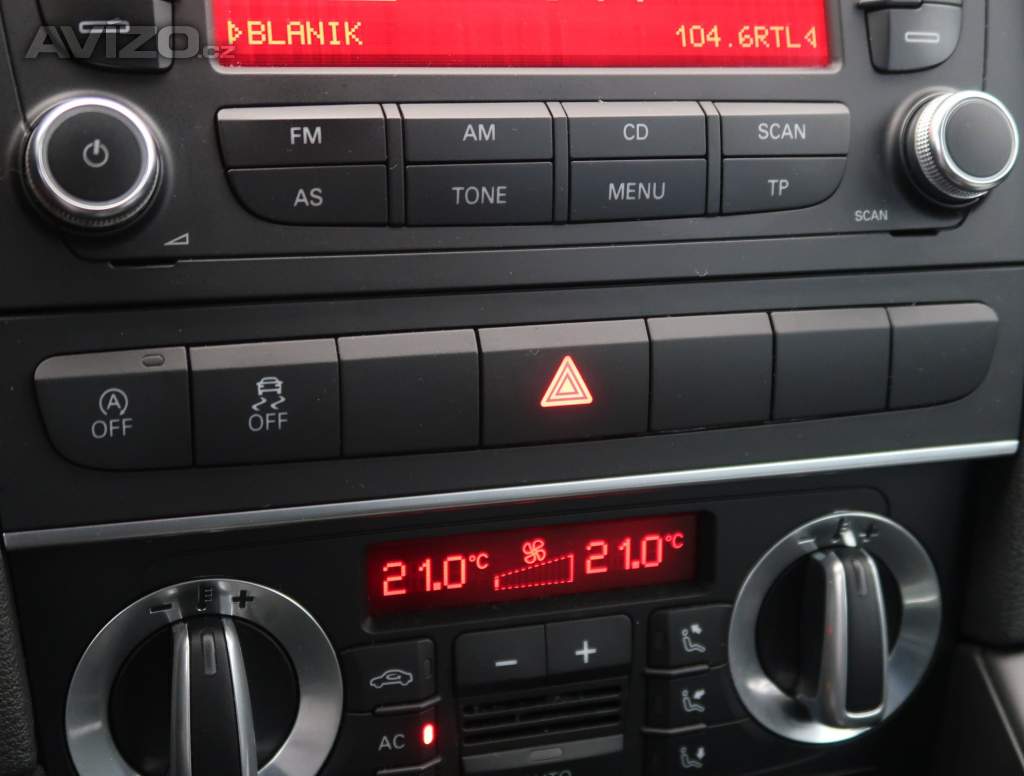 AVIZO.cz
BLANIK 104.6RTL
FM AM CD SCAN
AS TONE MENU TP
SCAN
A
OFF OFF
21.0°C 21.0°C
- +
- +
AC